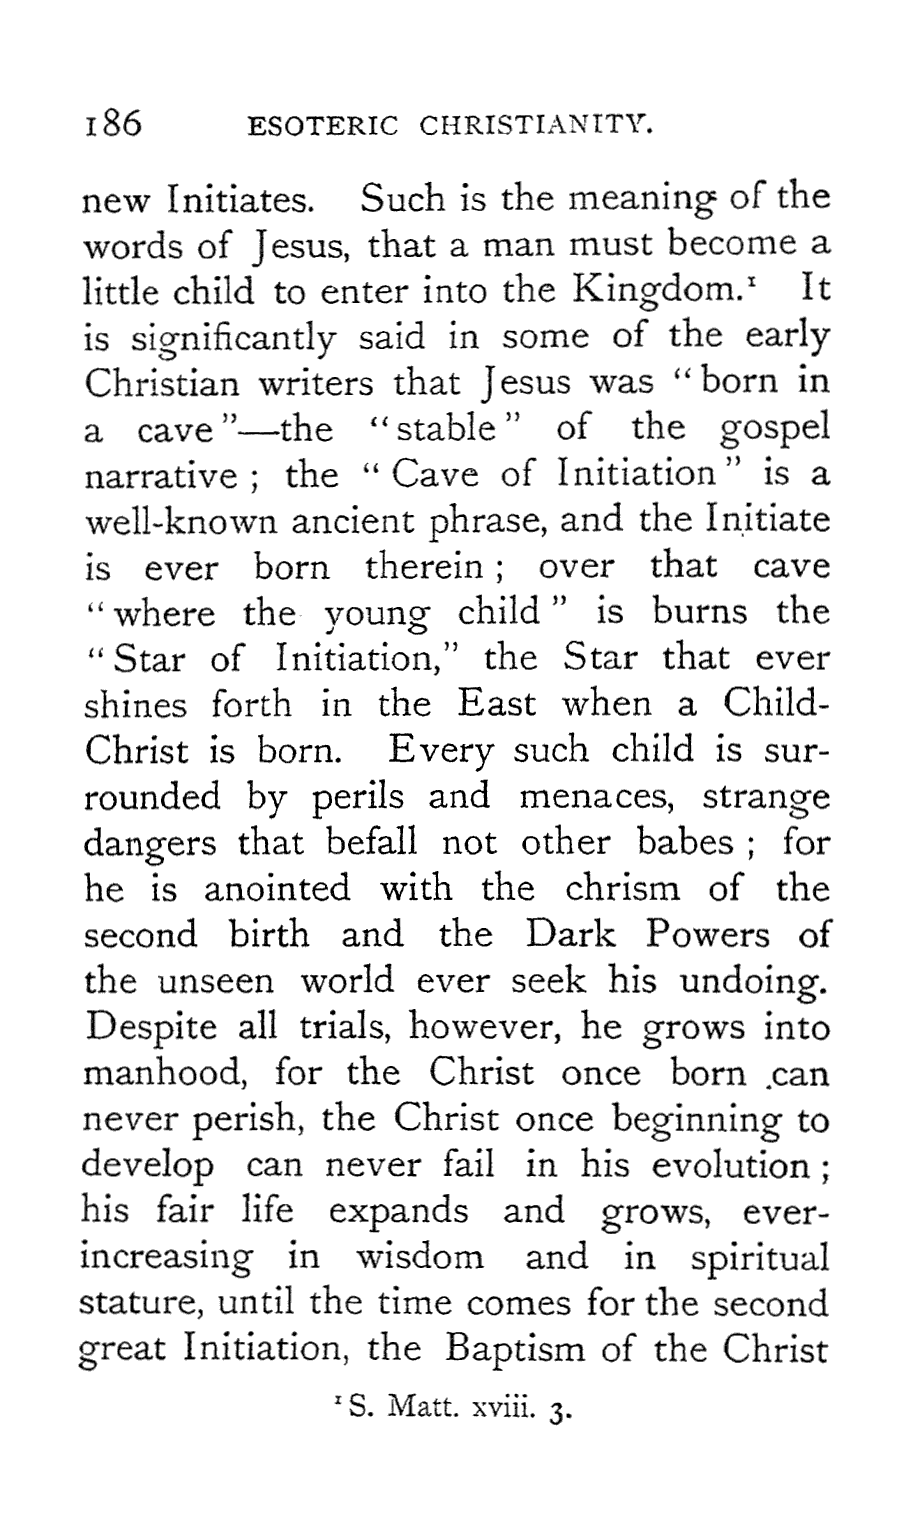 186 ESOTERIC CHRISTIANITY.
new Initiates. Such is the meaning of the
words of Jesus, that a man must become a
little child to enter into the Kingdom.¹ It
is significantly said in some of the early
Christian writers that Jesus was “born in
a cave”—the “stable” of the gospel
narrative; the “Cave of Initiation” is a
well-known ancient phrase, and the Initiate
is ever born therein; over that cave
“where the young child” is burns the
“Star of Initiation,” the Star that ever
shines forth in the East when a Child-
Christ is born. Every such child is sur-
rounded by perils and menaces, strange
dangers that befall not other babes; for
he is anointed with the chrism of the
second birth and the Dark Powers of
the unseen world ever seek his undoing.
Despite all trials, however, he grows into
manhood, for the Christ once born can
never perish, the Christ once beginning to
develop can never fail in his evolution;
his fair life expands and grows, ever-
increasing in wisdom and in spiritual
stature, until the time comes for the second
great Initiation, the Baptism of the Christ
¹ S. Matt. xviii. 3.